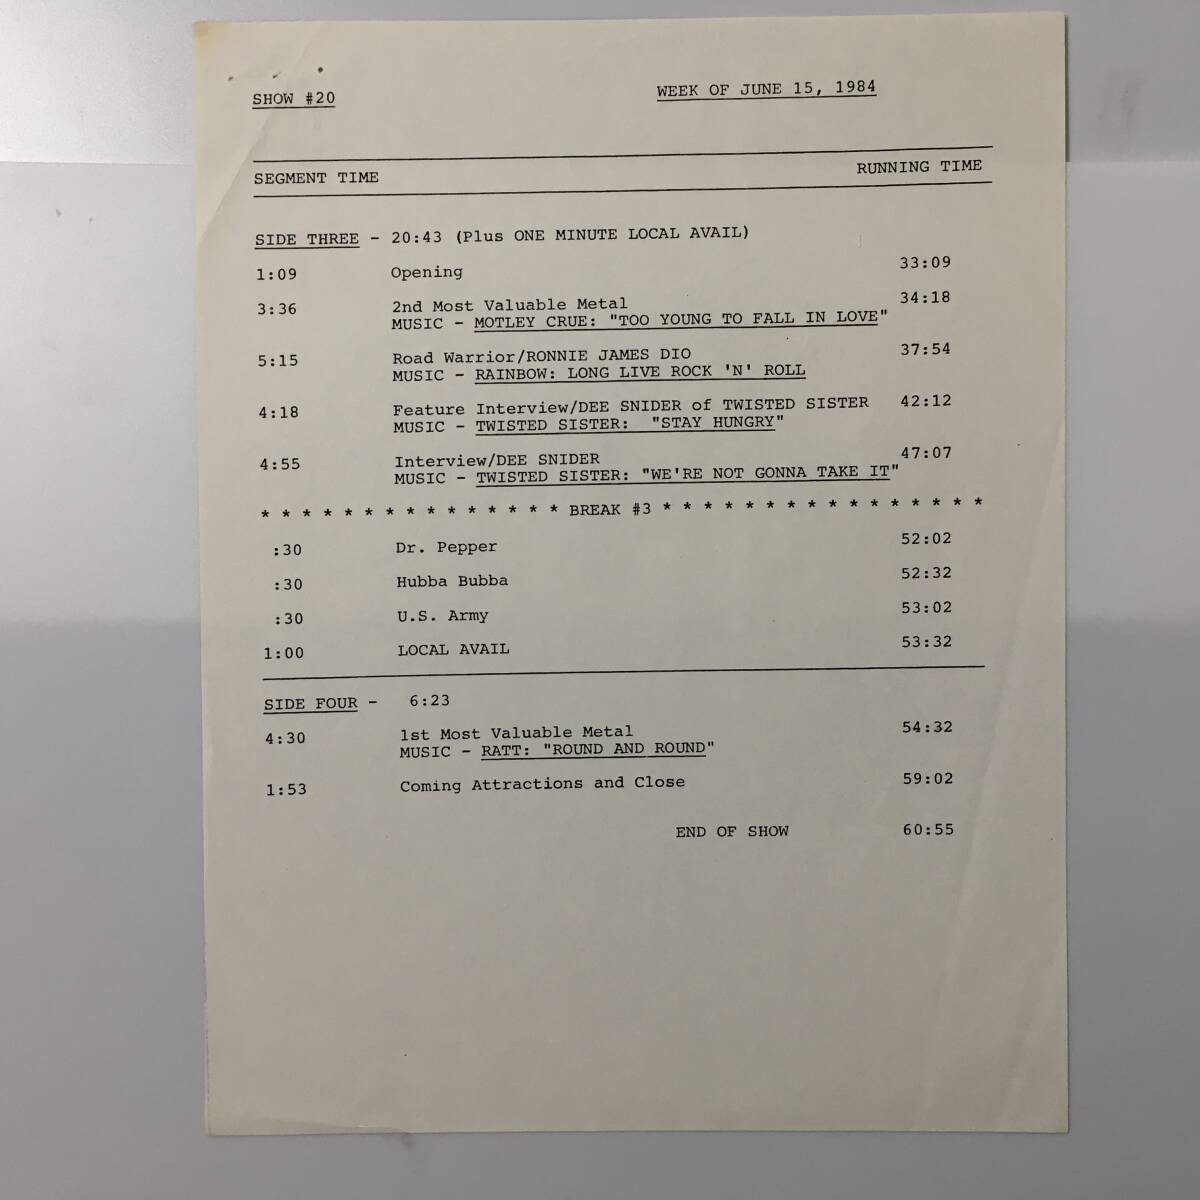 SHOW #20 WEEK OF JUNE 15, 1984
SEGMENT TIME RUNNING TIME
SIDE THREE - 20:43 (Plus ONE MINUTE LOCAL AVAIL)
1:09 Opening 33:09
3:36 2nd Most Valuable Metal 34:18
MUSIC - MOTLEY CRUE: "TOO YOUNG TO FALL IN LOVE"
5:15 Road Warrior/RONNIE JAMES DIO 37:54
MUSIC - RAINBOW: LONG LIVE ROCK 'N' ROLL
4:18 Feature Interview/DEE SNIDER of TWISTED SISTER 42:12
MUSIC - TWISTED SISTER: "STAY HUNGRY"
4:55 Interview/DEE SNIDER 47:07
MUSIC - TWISTED SISTER: "WE'RE NOT GONNA TAKE IT"
* * * * * * * * * * * * * * * BREAK #3 * * * * * * * * * * * * * * * *
:30 Dr. Pepper 52:02
:30 Hubba Bubba 52:32
:30 U.S. Army 53:02
1:00 LOCAL AVAIL 53:32
SIDE FOUR - 6:23
4:30 1st Most Valuable Metal 54:32
MUSIC - RATT: "ROUND AND ROUND"
1:53 Coming Attractions and Close 59:02
END OF SHOW 60:55